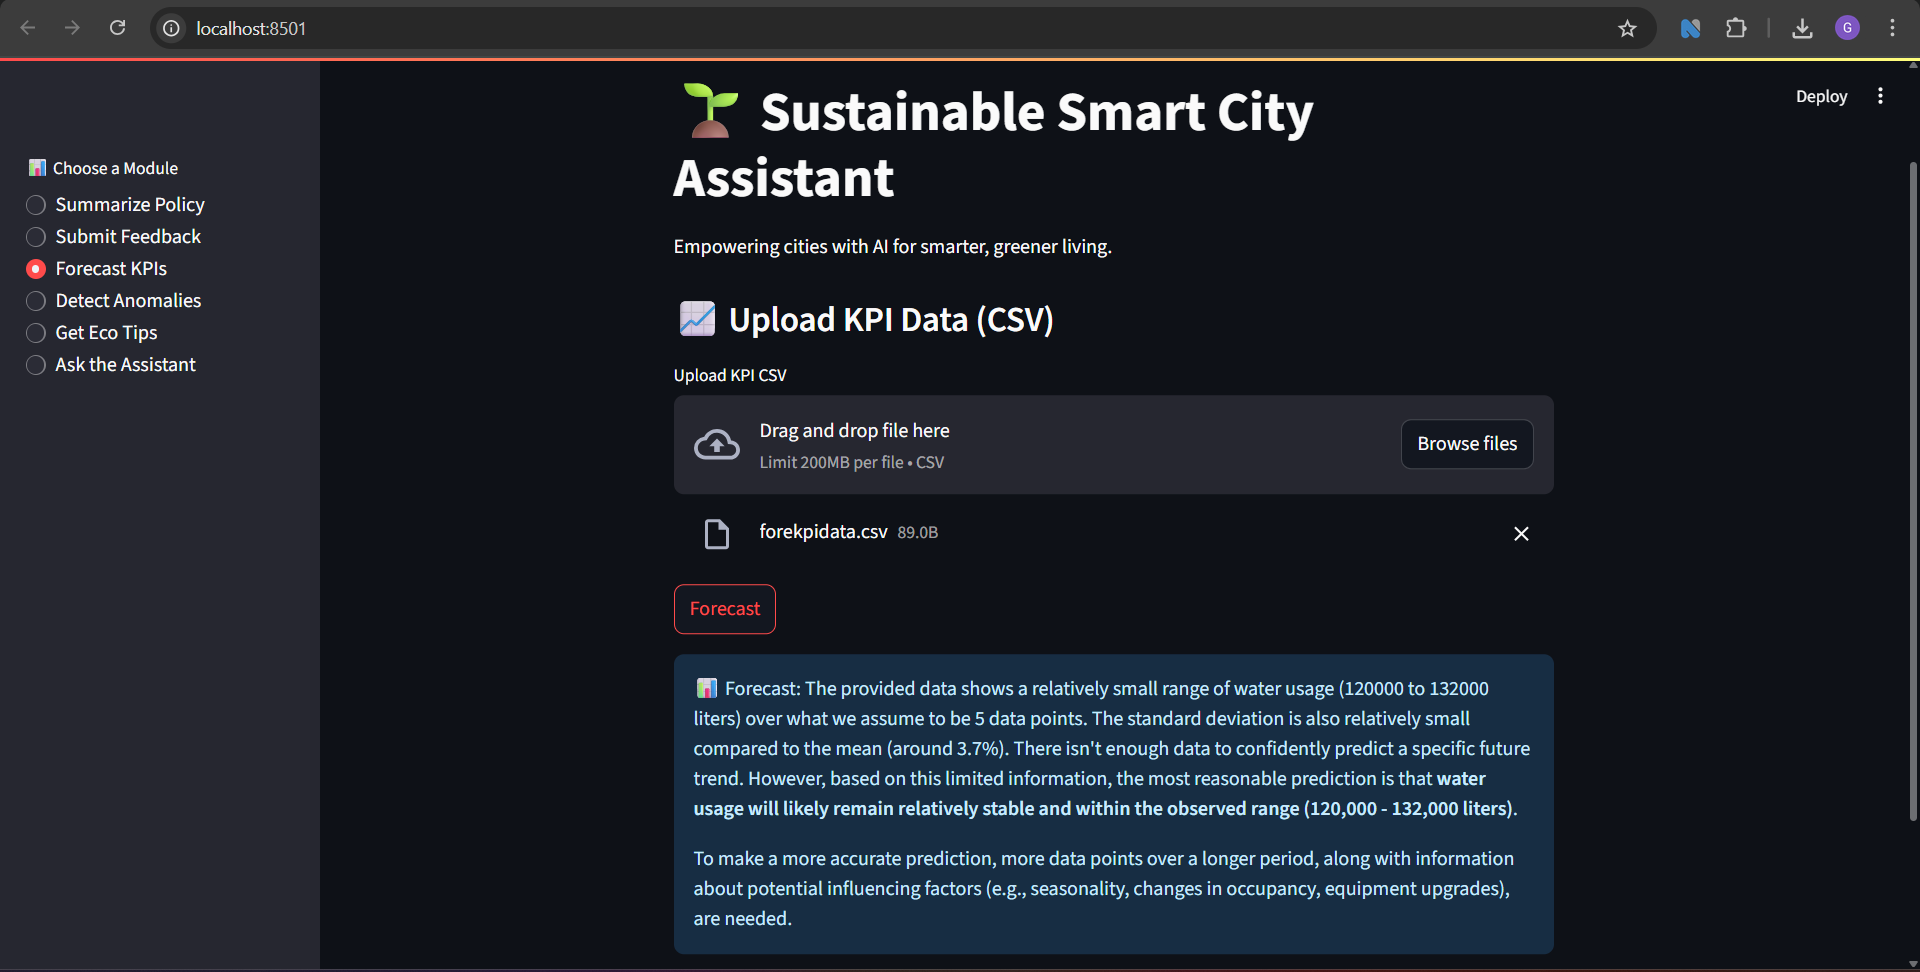 localhost:8501
G
Deploy
Choose a Module
Summarize Policy
Submit Feedback
Forecast KPIs
Detect Anomalies
Get Eco Tips
Ask the Assistant
Sustainable Smart City
Assistant
Empowering cities with AI for smarter, greener living.
Upload KPI Data (CSV)
Upload KPI CSV
Drag and drop file here
Limit 200MB per file • CSV
Browse files
forekpidata.csv 89.0B
Forecast
Forecast: The provided data shows a relatively small range of water usage (120000 to 132000
liters) over what we assume to be 5 data points. The standard deviation is also relatively small
compared to the mean (around 3.7%). There isn't enough data to confidently predict a specific future
trend. However, based on this limited information, the most reasonable prediction is that water
usage will likely remain relatively stable and within the observed range (120,000 - 132,000 liters).
To make a more accurate prediction, more data points over a longer period, along with information
about potential influencing factors (e.g., seasonality, changes in occupancy, equipment upgrades),
are needed.